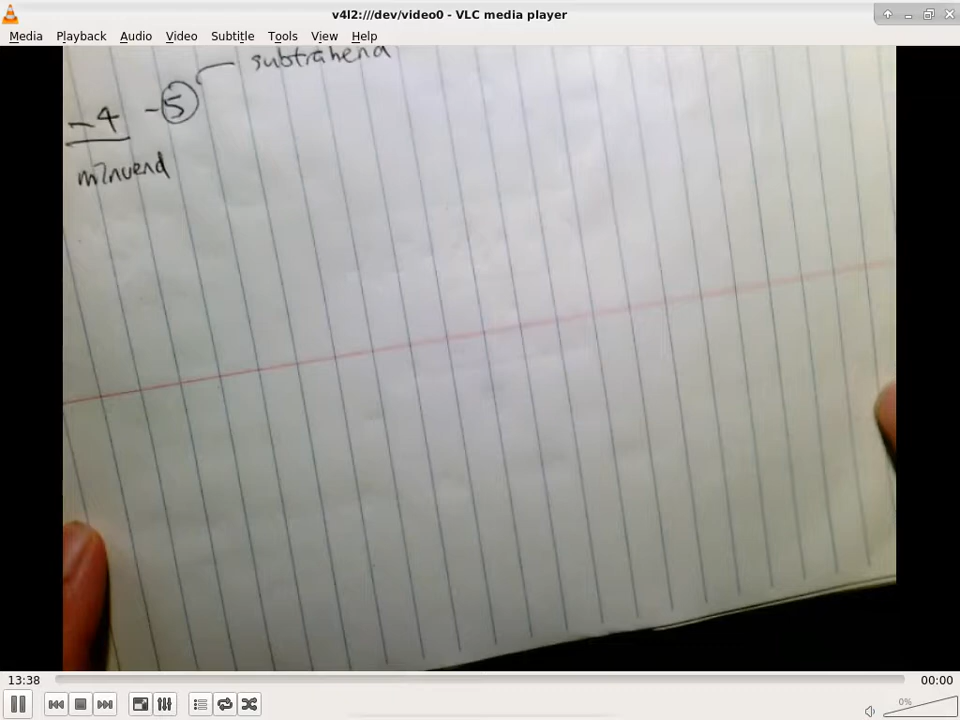 v4l2:///dev/video0 - VLC media player
Media Playback Audio Video Subtitle Tools View Help
subtrahend
-4 -5
minuend
13:38 00:00
0%